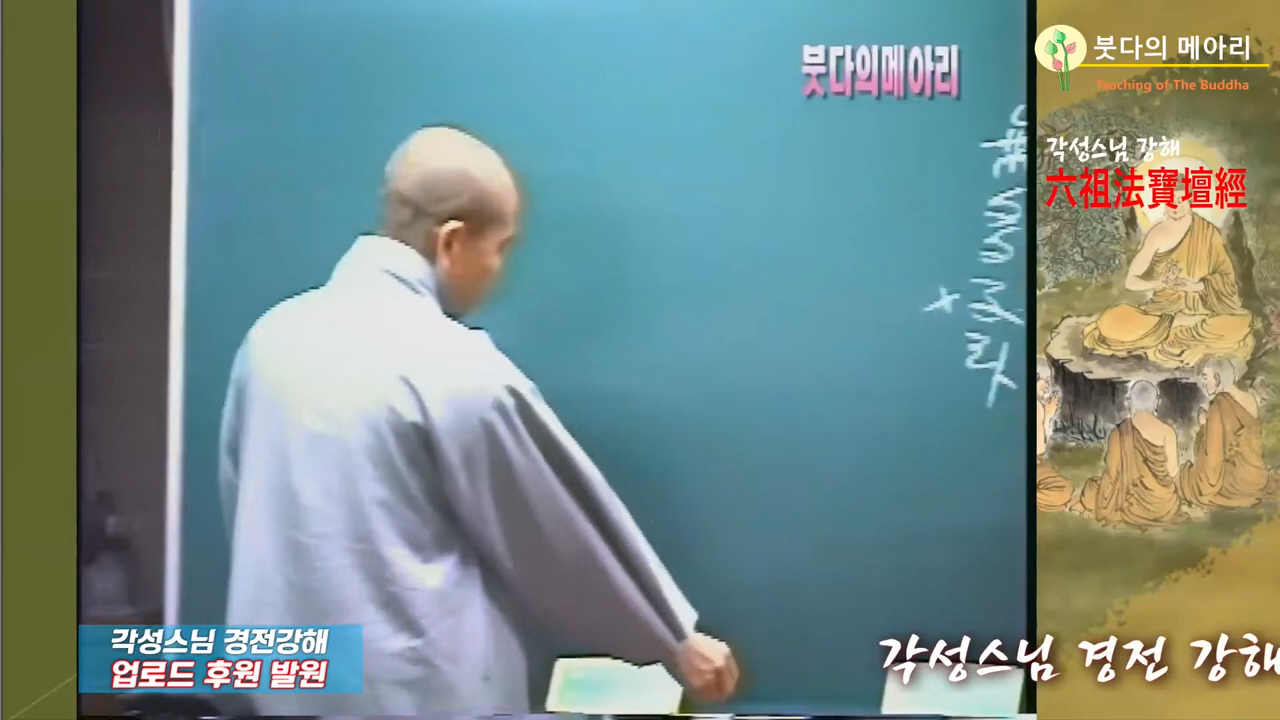 붓다의 메아리
Teaching of The Buddha
붓다의메아리
각성스님 강해
六祖法寶壇經
각성스님 경전강해
업로드 후원 발원
각성스님 경전 강해